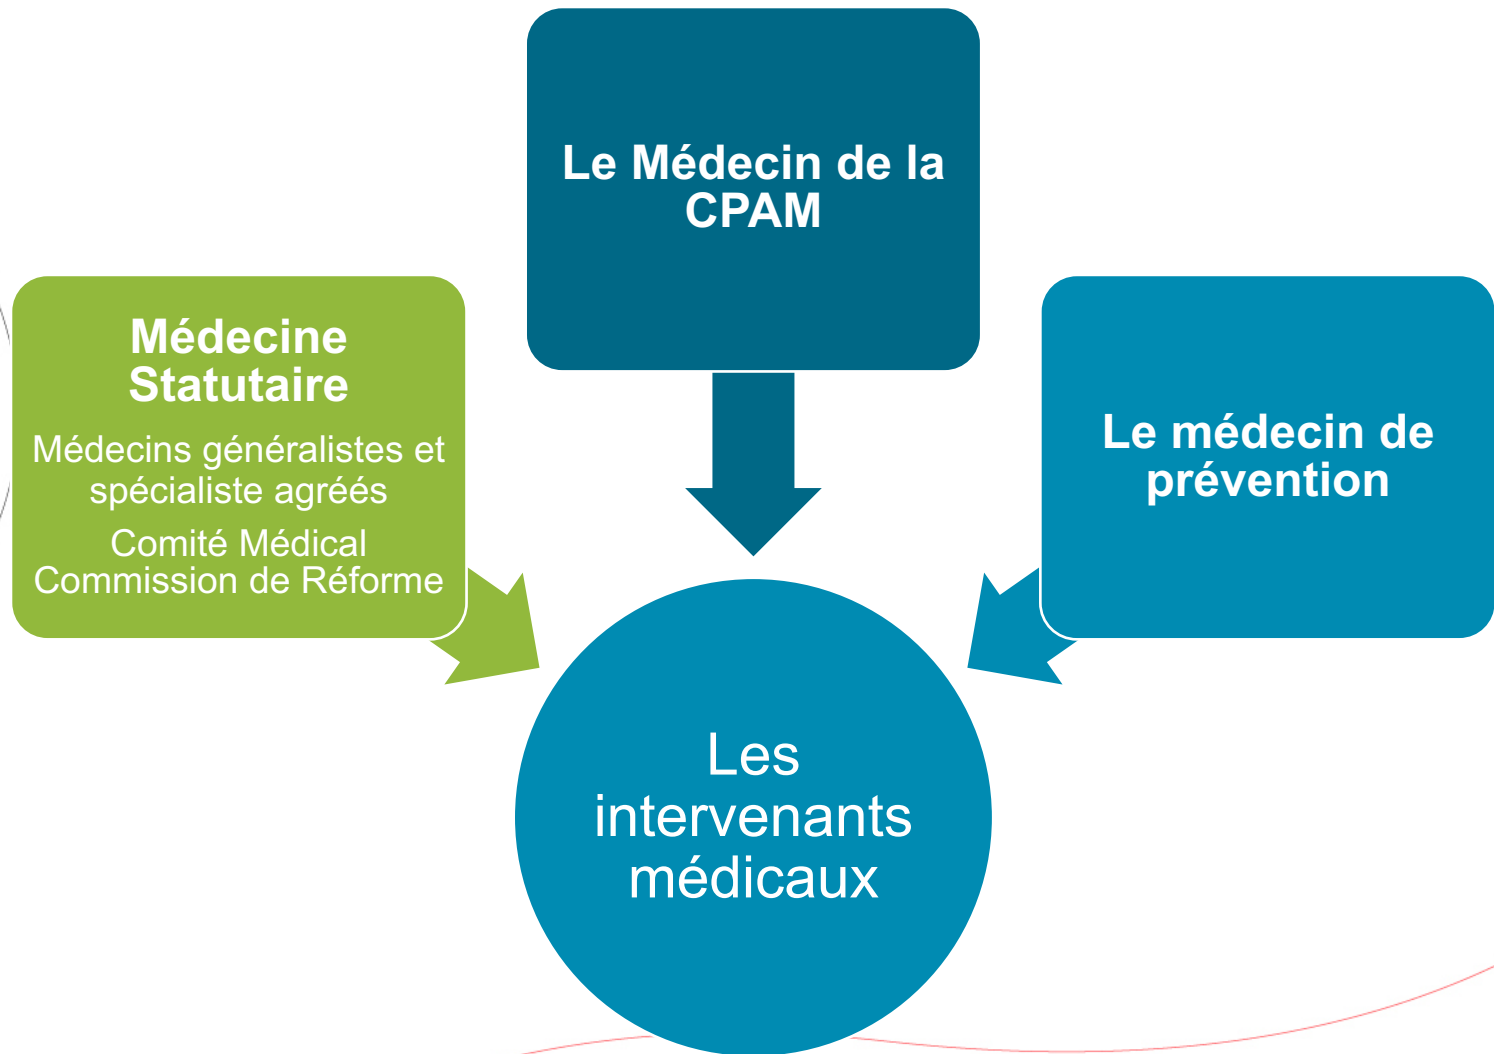 Le Médecin de la
CPAM
Médecine
Statutaire
Médecins généralistes et
spécialiste agréés
Comité Médical
Commission de Réforme
Le médecin de
prévention
Les
intervenants
médicaux